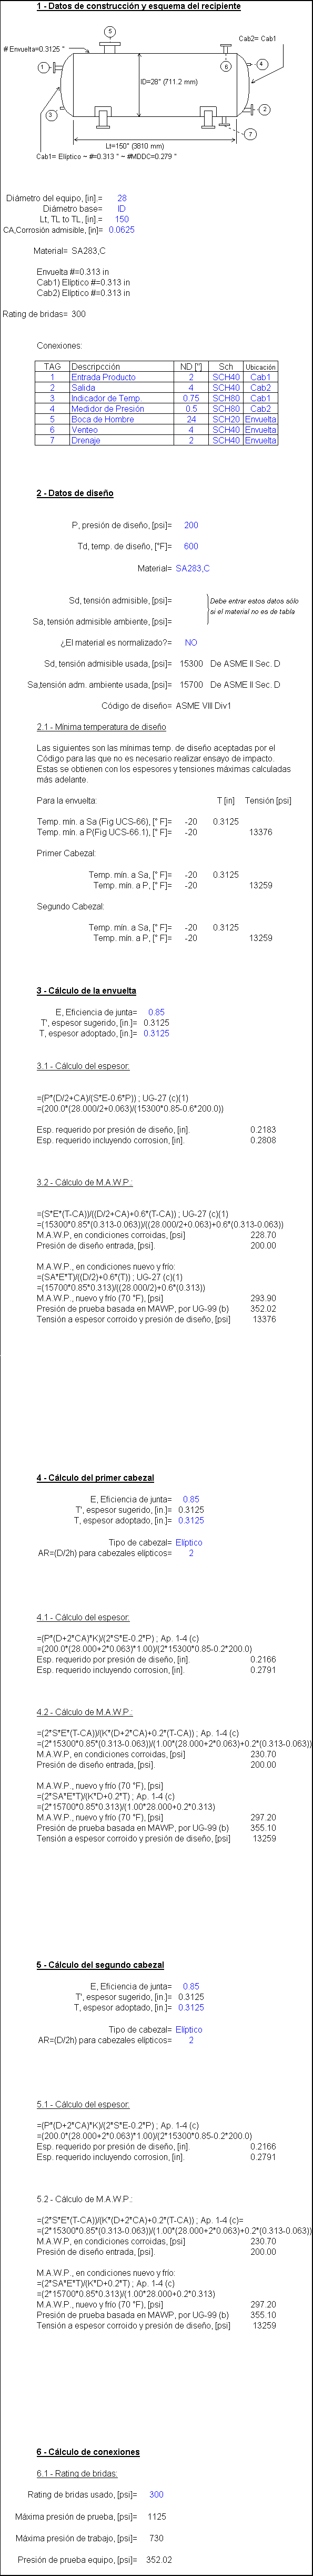 1 - Datos de construcción y esquema del recipiente
5
Cab2= Cab1
# Envuelta=0.3125 "
1
6
4
ID=28" (711.2 mm)
3
2
7
Lt=150" (3810 mm)
Cab1= Elíptico ~ #=0.313 " ~ #MDDC=0.279 "
Diámetro del equipo, [in].= 28
Diámetro base= ID
Lt, TL to TL, [in].= 150
CA,Corrosión admisible, [in]= 0.0625
Material= SA283,C
Envuelta #=0.313 in
Cab1) Elíptico #=0.313 in
Cab2) Elíptico #=0.313 in
Rating de bridas= 300
Conexiones:
TAG Descripcción ND ["] Sch Ubicación
1 Entrada Producto 2 SCH40 Cab1
2 Salida 4 SCH40 Cab2
3 Indicador de Temp. 0.75 SCH80 Cab1
4 Medidor de Presión 0.5 SCH80 Cab2
5 Boca de Hombre 24 SCH20 Envuelta
6 Venteo 4 SCH40 Envuelta
7 Drenaje 2 SCH40 Envuelta
2 - Datos de diseño
P, presión de diseño, [psi]= 200
Td, temp. de diseño, [°F]= 600
Material= SA283,C
Sd, tensión admisible, [psi]=
Debe entrar estos datos sólo
si el material no es de tabla
Sa, tensión admisible ambiente, [psi]=
¿El material es normalizado?= NO
Sd, tensión admisible usada, [psi]= 15300 De ASME II Sec. D
Sa,tensión adm. ambiente usada, [psi]= 15700 De ASME II Sec. D
Código de diseño= ASME VIII Div1
2.1 - Mínima temperatura de diseño
Las siguientes son las mínimas temp. de diseño aceptadas por el
Código para las que no es necesario realizar ensayo de impacto.
Estas se obtienen con los espesores y tensiones máximas calculadas
más adelante.
Para la envuelta: T [in] Tensión [psi]
Temp. mín. a Sa (Fig UCS-66), [° F]= -20 0.3125
Temp. mín. a P(Fig UCS-66.1), [° F]= -20 13376
Primer Cabezal:
Temp. mín. a Sa, [° F]= -20 0.3125
Temp. mín. a P, [° F]= -20 13259
Segundo Cabezal:
Temp. mín. a Sa, [° F]= -20 0.3125
Temp. mín. a P, [° F]= -20 13259
3 - Cálculo de la envuelta
E, Eficiencia de junta= 0.85
T', espesor sugerido, [in.]= 0.3125
T, espesor adoptado, [in.]= 0.3125
3.1 - Cálculo del espesor:
=(P*(D/2+CA)/(S*E-0.6*P)) ; UG-27 (c)(1)
=(200.0*(28.000/2+0.063)/(15300*0.85-0.6*200.0))
Esp. requerido por presión de diseño, [in]. 0.2183
Esp. requerido incluyendo corrosion, [in]. 0.2808
3.2 - Cálculo de M.A.W.P.:
=(S*E*(T-CA))/((D/2+CA)+0.6*(T-CA)) ; UG-27 (c)(1)
=(15300*0.85*(0.313-0.063))/((28.000/2+0.063)+0.6*(0.313-0.063))
M.A.W.P., en condiciones corroidas, [psi] 228.70
Presión de diseño entrada, [psi]. 200.00
M.A.W.P., en condiciones nuevo y frío:
=(SA*E*T)/((D/2)+0.6*(T)) ; UG-27 (c)(1)
=(15700*0.85*0.313)/((28.000/2)+0.6*(0.313))
M.A.W.P., nuevo y frío (70 °F), [psi] 293.90
Presión de prueba basada en MAWP, por UG-99 (b) 352.02
Tensión a espesor corroido y presión de diseño, [psi] 13376
4 - Cálculo del primer cabezal
E, Eficiencia de junta= 0.85
T', espesor sugerido, [in.]= 0.3125
T, espesor adoptado, [in.]= 0.3125
Tipo de cabezal= Elíptico
AR=(D/2h) para cabezales elípticos= 2
4.1 - Cálculo del espesor:
=(P*(D+2*CA)*K)/(2*S*E-0.2*P) ; Ap. 1-4 (c)
=(200.0*(28.000+2*0.063)*1.00)/(2*15300*0.85-0.2*200.0)
Esp. requerido por presión de diseño, [in]. 0.2166
Esp. requerido incluyendo corrosion, [in]. 0.2791
4.2 - Cálculo de M.A.W.P.:
=(2*S*E*(T-CA))/(K*(D+2*CA)+0.2*(T-CA)) ; Ap. 1-4 (c)
=(2*15300*0.85*(0.313-0.063))/(1.00*(28.000+2*0.063)+0.2*(0.313-0.063))
M.A.W.P, en condiciones corroidas, [psi] 230.70
Presión de diseño entrada, [psi] 200.00
M.A.W.P., nuevo y frío (70 °F), [psi]
=(2*SA*E*T)/(K*D+0.2*T) ; Ap. 1-4 (c)
=(2*15700*0.85*0.313)/(1.00*28.000+0.2*0.313)
M.A.W.P., nuevo y frío (70 °F), [psi] 297.20
Presión de prueba basada en MAWP, por UG-99 (b) 355.10
Tensión a espesor corroido y presión de diseño, [psi] 13259
5 - Cálculo del segundo cabezal
E, Eficiencia de junta= 0.85
T', espesor sugerido, [in.]= 0.3125
T, espesor adoptado, [in.]= 0.3125
Tipo de cabezal= Elíptico
AR=(D/2h) para cabezales elípticos= 2
5.1 - Cálculo del espesor:
=(P*(D+2*CA)*K)/(2*S*E-0.2*P) ; Ap. 1-4 (c)
=(200.0*(28.000+2*0.063)*1.00)/(2*15300*0.85-0.2*200.0)
Esp. requerido por presión de diseño, [in]. 0.2166
Esp. requerido incluyendo corrosion, [in]. 0.2791
5.2 - Cálculo de M.A.W.P.:
=(2*S*E*(T-CA))/(K*(D+2*CA)+0.2*(T-CA)) ; Ap. 1-4 (c)=
=(2*15300*0.85*(0.313-0.063))/(1.00*(28.000+2*0.063)+0.2*(0.313-0.063))
M.A.W.P, en condiciones corroidas, [psi] 230.70
Presión de diseño entrada, [psi]. 200.00
M.A.W.P., en condiciones nuevo y frío:
=(2*SA*E*T)/(K*D+0.2*T) ; Ap. 1-4 (c)
=(2*15700*0.85*0.313)/(1.00*28.000+0.2*0.313)
M.A.W.P., nuevo y frío (70 °F), [psi] 297.20
Presión de prueba basada en MAWP, por UG-99 (b) 355.10
Tensión a espesor corroido y presión de diseño, [psi] 13259
6 - Cálculo de conexiones
6.1 - Rating de bridas:
Rating de bridas usado, [psi]= 300
Máxima presión de prueba, [psi]= 1125
Máxima presión de trabajo, [psi]= 730
Presión de prueba equipo, [psi]= 352.02